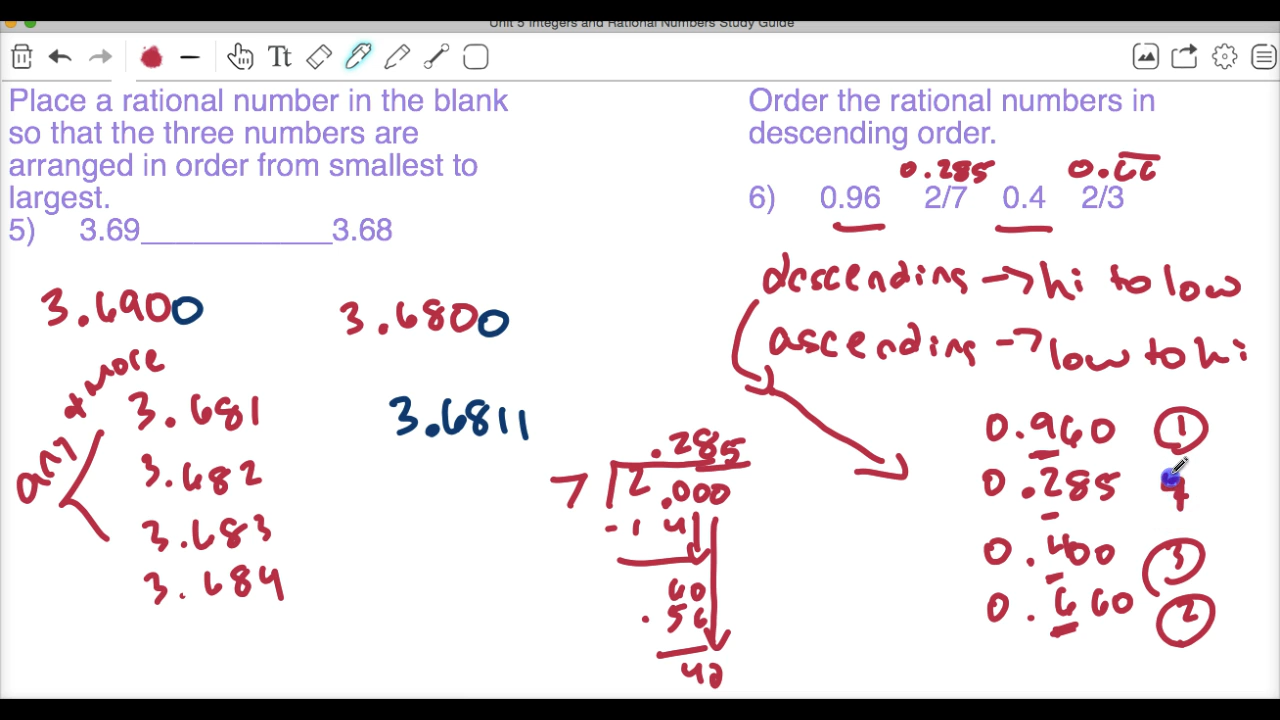 Unit 5 Integers and Rational Numbers Study Guide
Tt
Place a rational number in the blank
so that the three numbers are
arranged in order from smallest to
largest.
5) 3.69____________3.68
3.6900
3.6800
any & more
3.681
3.682
3.683
3.684
3.6811
Order the rational numbers in
descending order.
0.285 0.66
6) 0.96 2/7 0.4 2/3
descending → hi to low
ascending → low to hi
.285
7 2.000
-14
60
.56
40
0.960 1
0.285 4
0.400 3
0.660 2